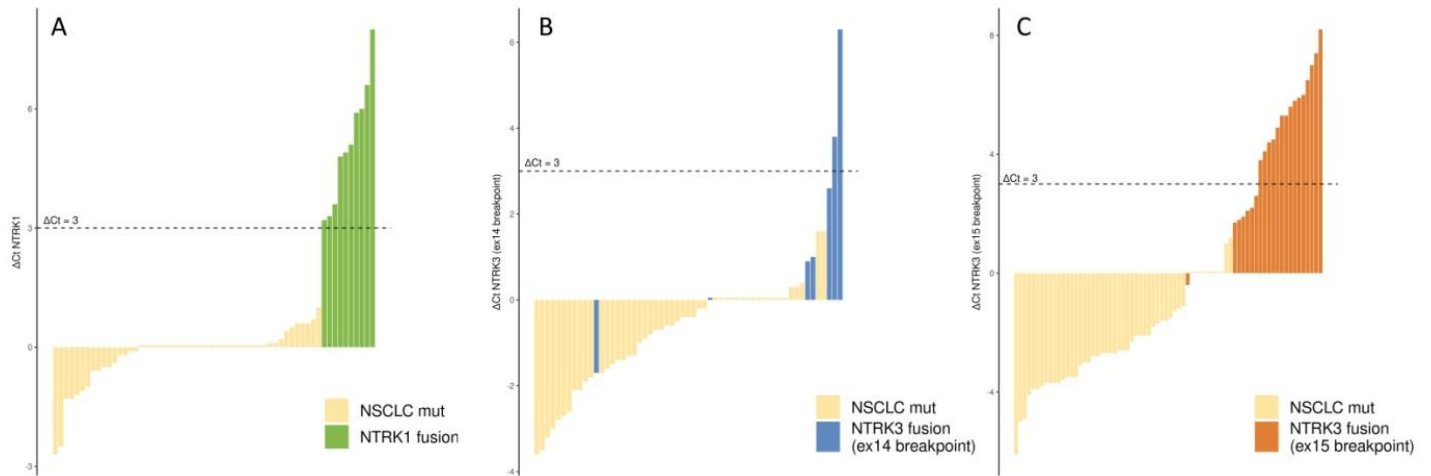 A
6
3
0
-3
ΔCt NTRK1
ΔCt = 3
NSCLC mut
NTRK1 fusion
B
6
4
2
0
-2
-4
ΔCt NTRK3 (ex14 breakpoint)
ΔCt = 3
NSCLC mut
NTRK3 fusion
(ex14 breakpoint)
C
8
4
0
-4
ΔCt NTRK3 (ex15 breakpoint)
ΔCt = 3
NSCLC mut
NTRK3 fusion
(ex15 breakpoint)